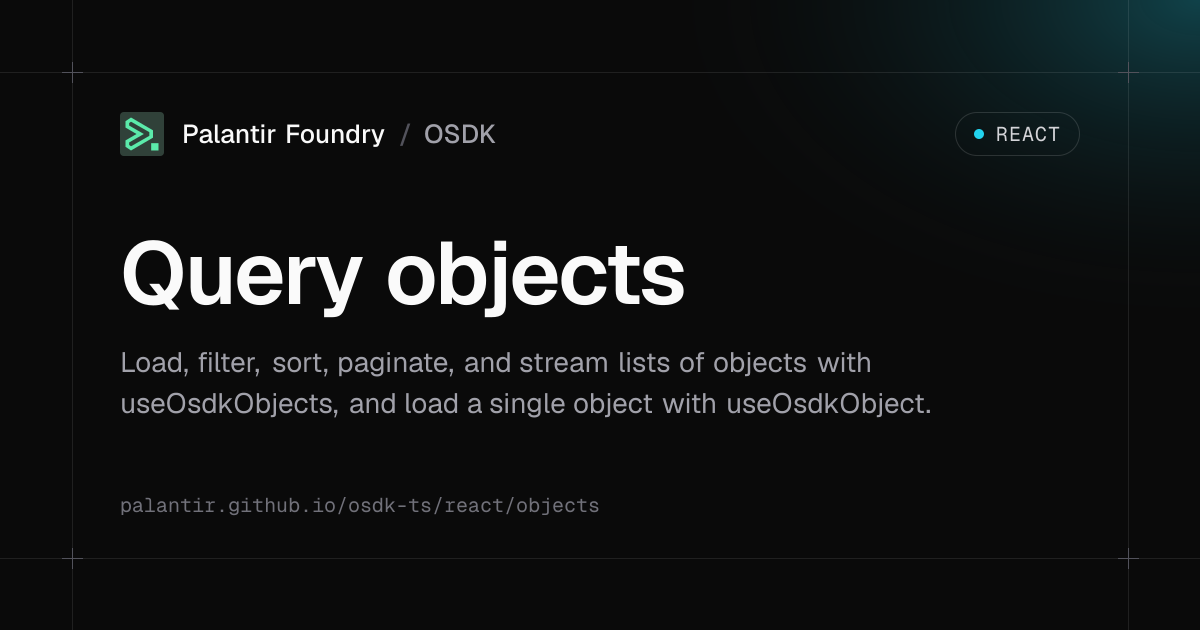 Palantir Foundry / OSDK
REACT
Query objects
Load, filter, sort, paginate, and stream lists of objects with
useOsdkObjects, and load a single object with useOsdkObject.
palantir.github.io/osdk-ts/react/objects